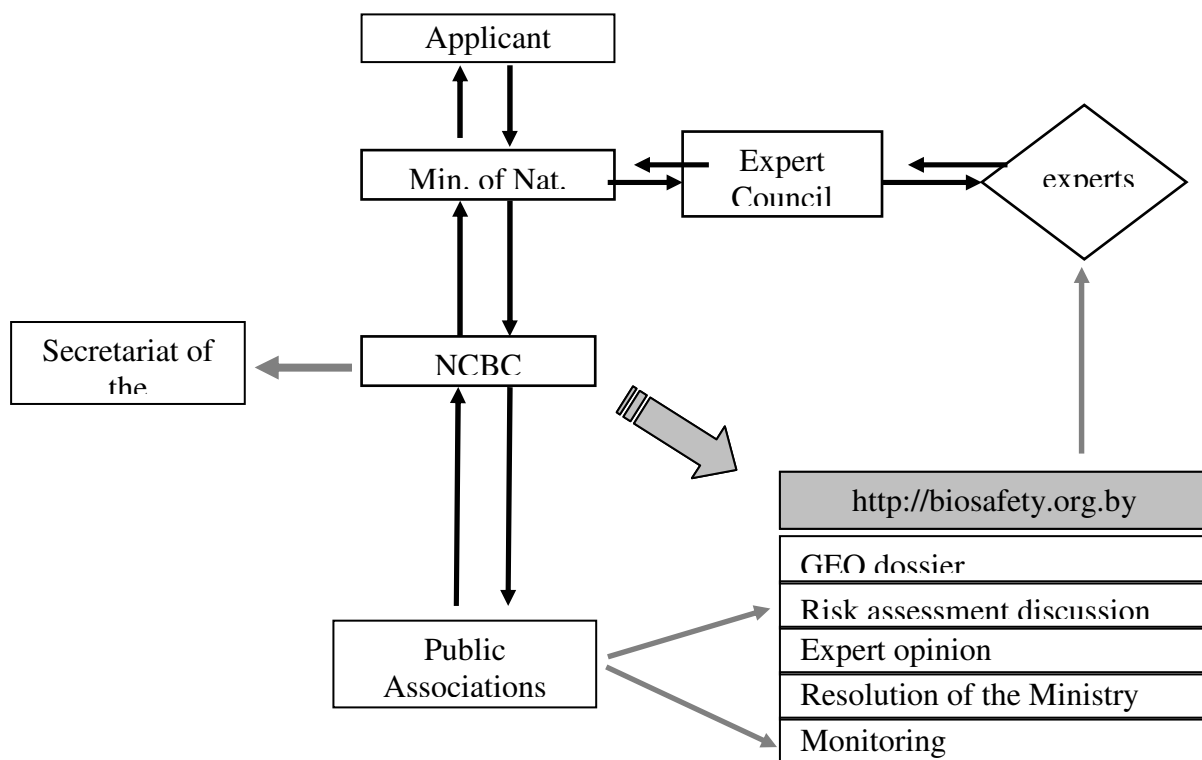 Applicant
Min. of Nat.
Expert
Council
experts
Secretariat of
the
NCBC
http://biosafety.org.by
GEO dossier
Risk assessment discussion
Public
Associations
Expert opinion
Resolution of the Ministry
Monitoring